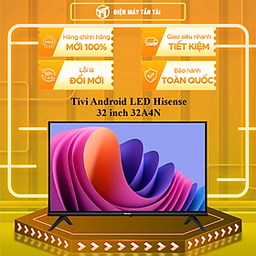 ĐIỆN MÁY TẤN TÀI
Hàng chính hãng
MỚI 100%
Giao siêu nhanh
TIẾT KIỆM
Lỗi là
ĐỔI MỚI
Bảo hành
TOÀN QUỐC
Tivi Android LED Hisense
32 inch 32A4N